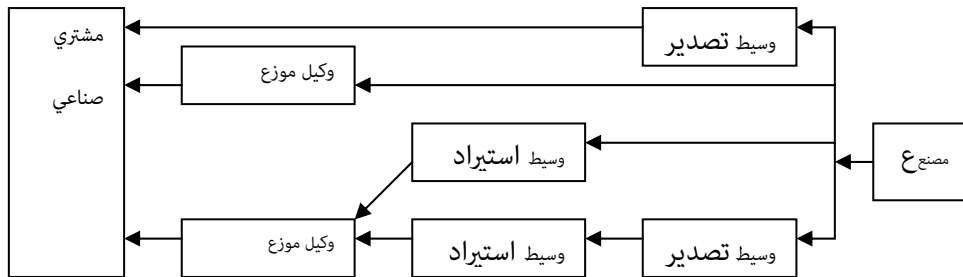 وسيط تصدير
مشتري
صناعي
وكيل موزع
وسيط استيراد
مصنع ع
وسيط تصدير
وسيط استيراد
وكيل موزع